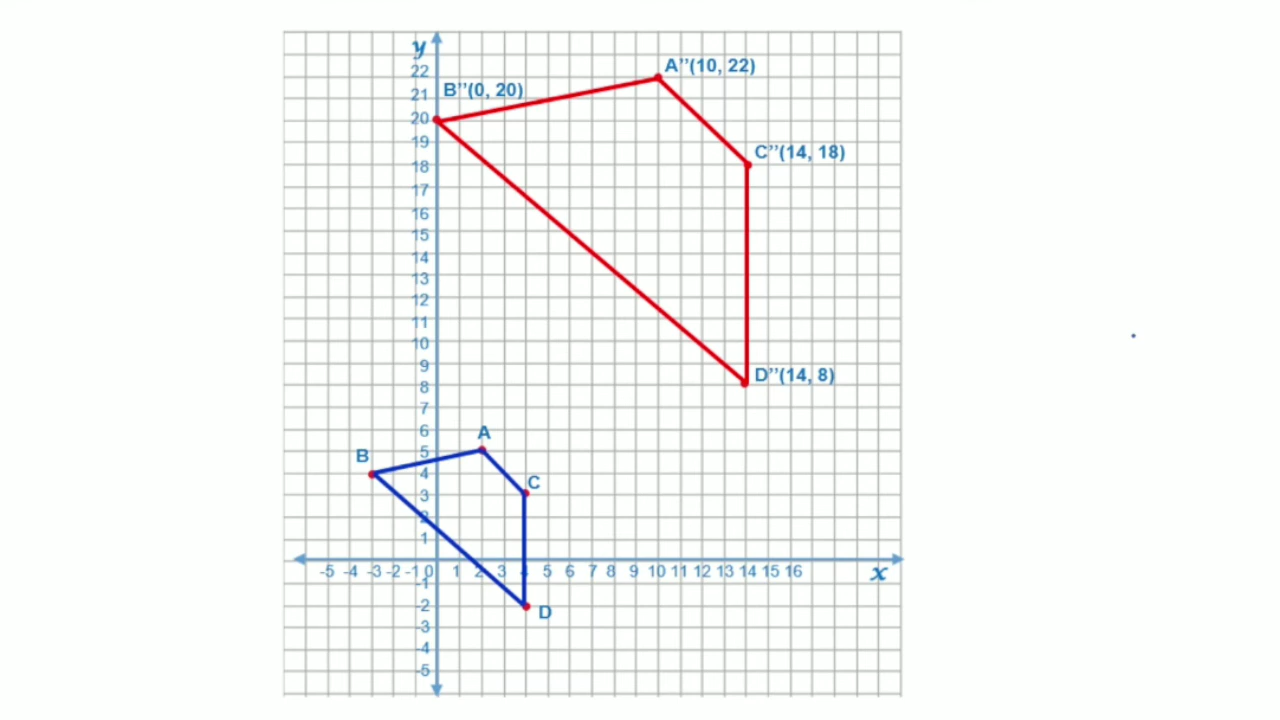 y
22
A’’(10, 22)
21
B’’(0, 20)
20
19
C’’(14, 18)
18
17
16
15
14
13
12
11
10
9
D’’(14, 8)
8
7
6
A
5
B
4
C
3
2
1
-5 -4 -3 -2 -1 0 1 2 3 4 5 6 7 8 9 10 11 12 13 14 15 16 x
-1
-2
D
-3
-4
-5